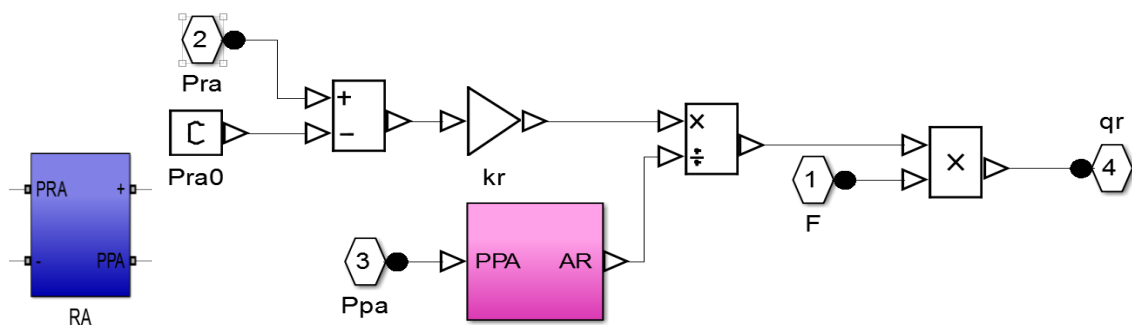 2
Pra
+
−
C
Pra0
kr
×
÷
qr
×
4
1
F
PRA
+
-
PPA
RA
3
Ppa
PPA
AR